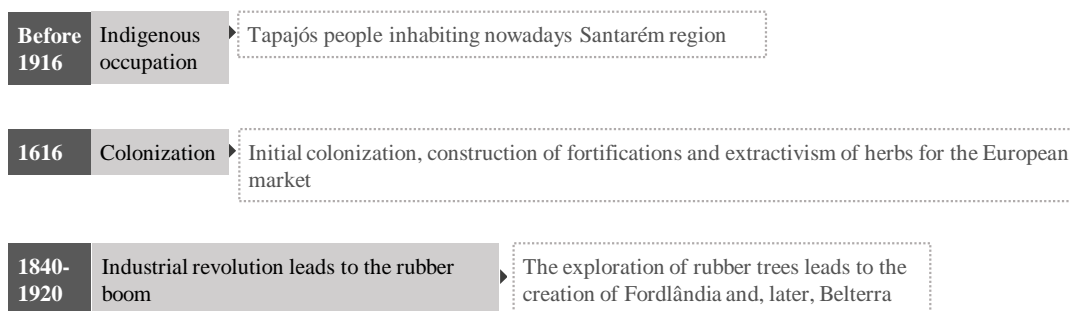 Before
1916
Indigenous
occupation
Tapajós people inhabiting nowadays Santarém region
1616
Colonization
Initial colonization, construction of fortifications and extractivism of herbs for the European
market
1840-
1920
Industrial revolution leads to the rubber
boom
The exploration of rubber trees leads to the
creation of Fordlândia and, later, Belterra